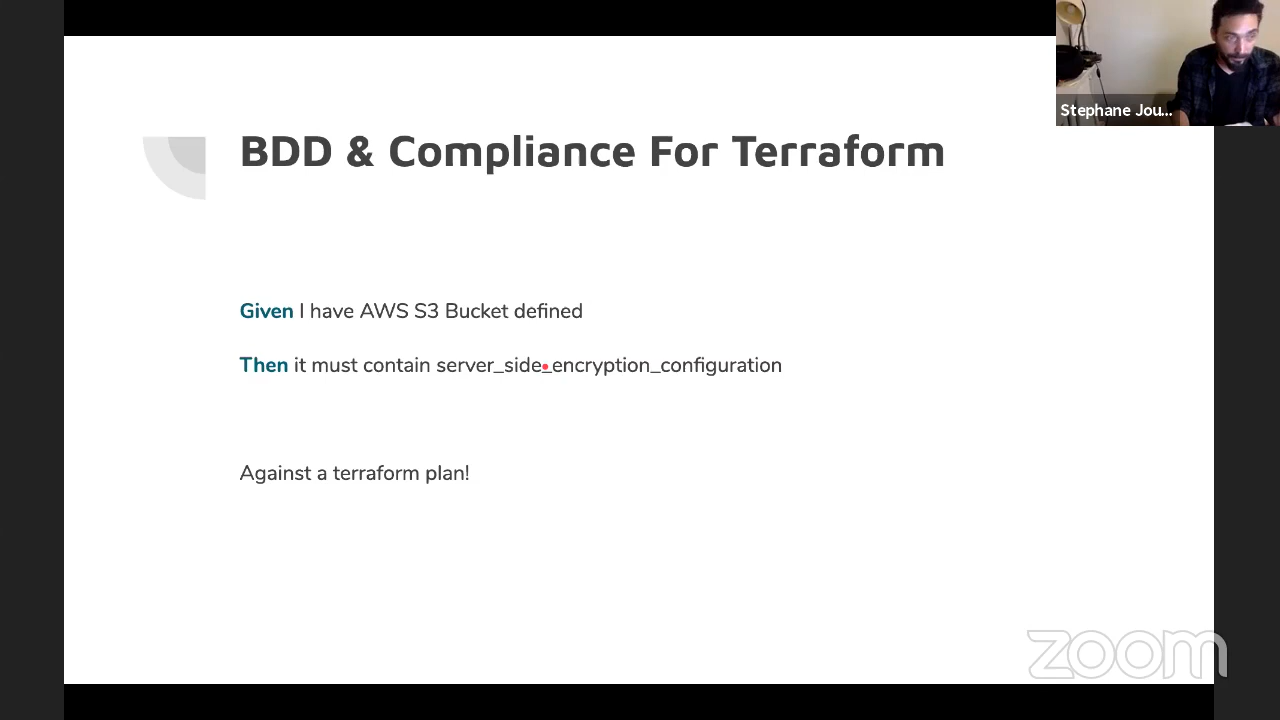 Stephane Jou...
BDD & Compliance For Terraform
Given I have AWS S3 Bucket defined
Then it must contain server_side_encryption_configuration
Against a terraform plan!
zoom